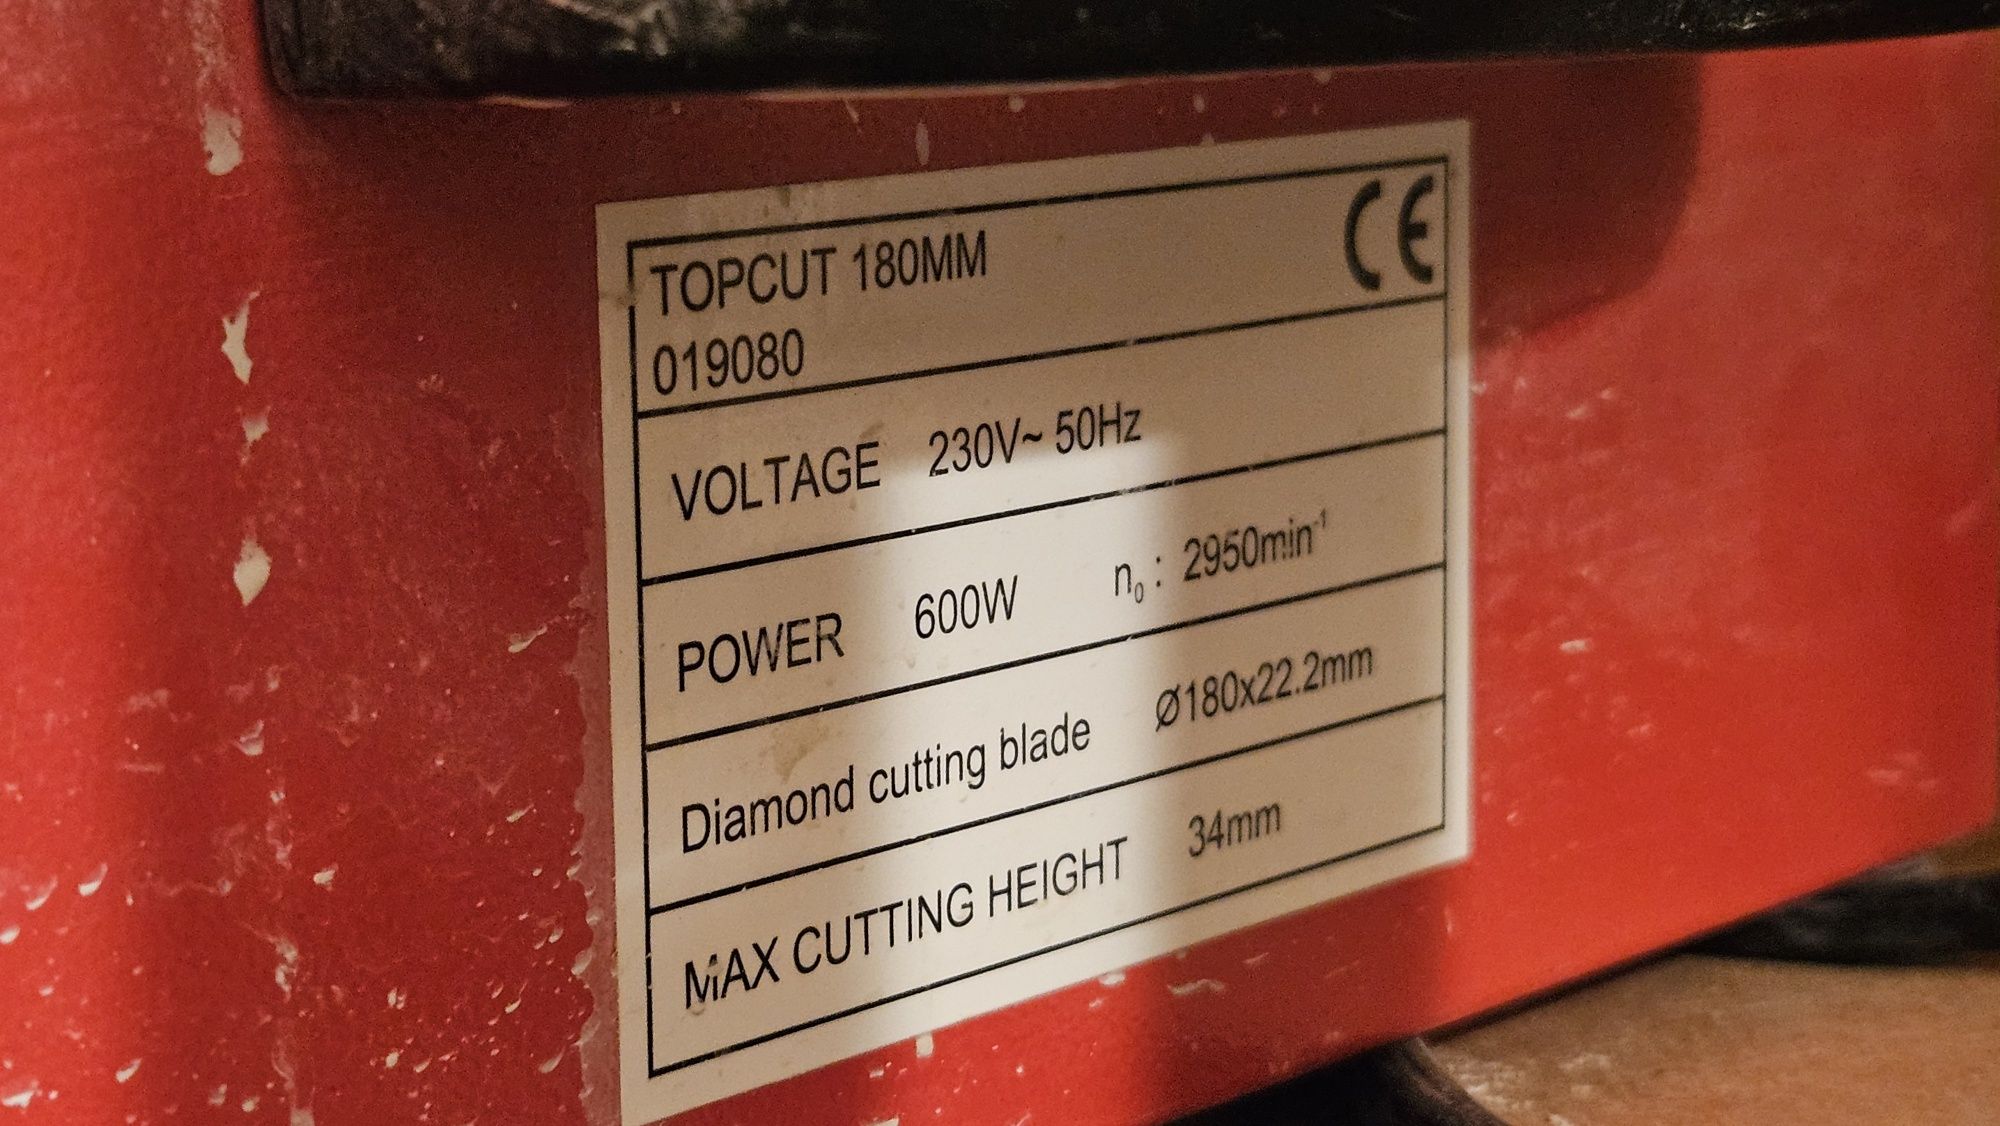 TOPCUT 180MM CE
019080
VOLTAGE 230V~ 50Hz
POWER 600W n₀ : 2950min⁻¹
Diamond cutting blade Ø180x22.2mm
MAX CUTTING HEIGHT 34mm